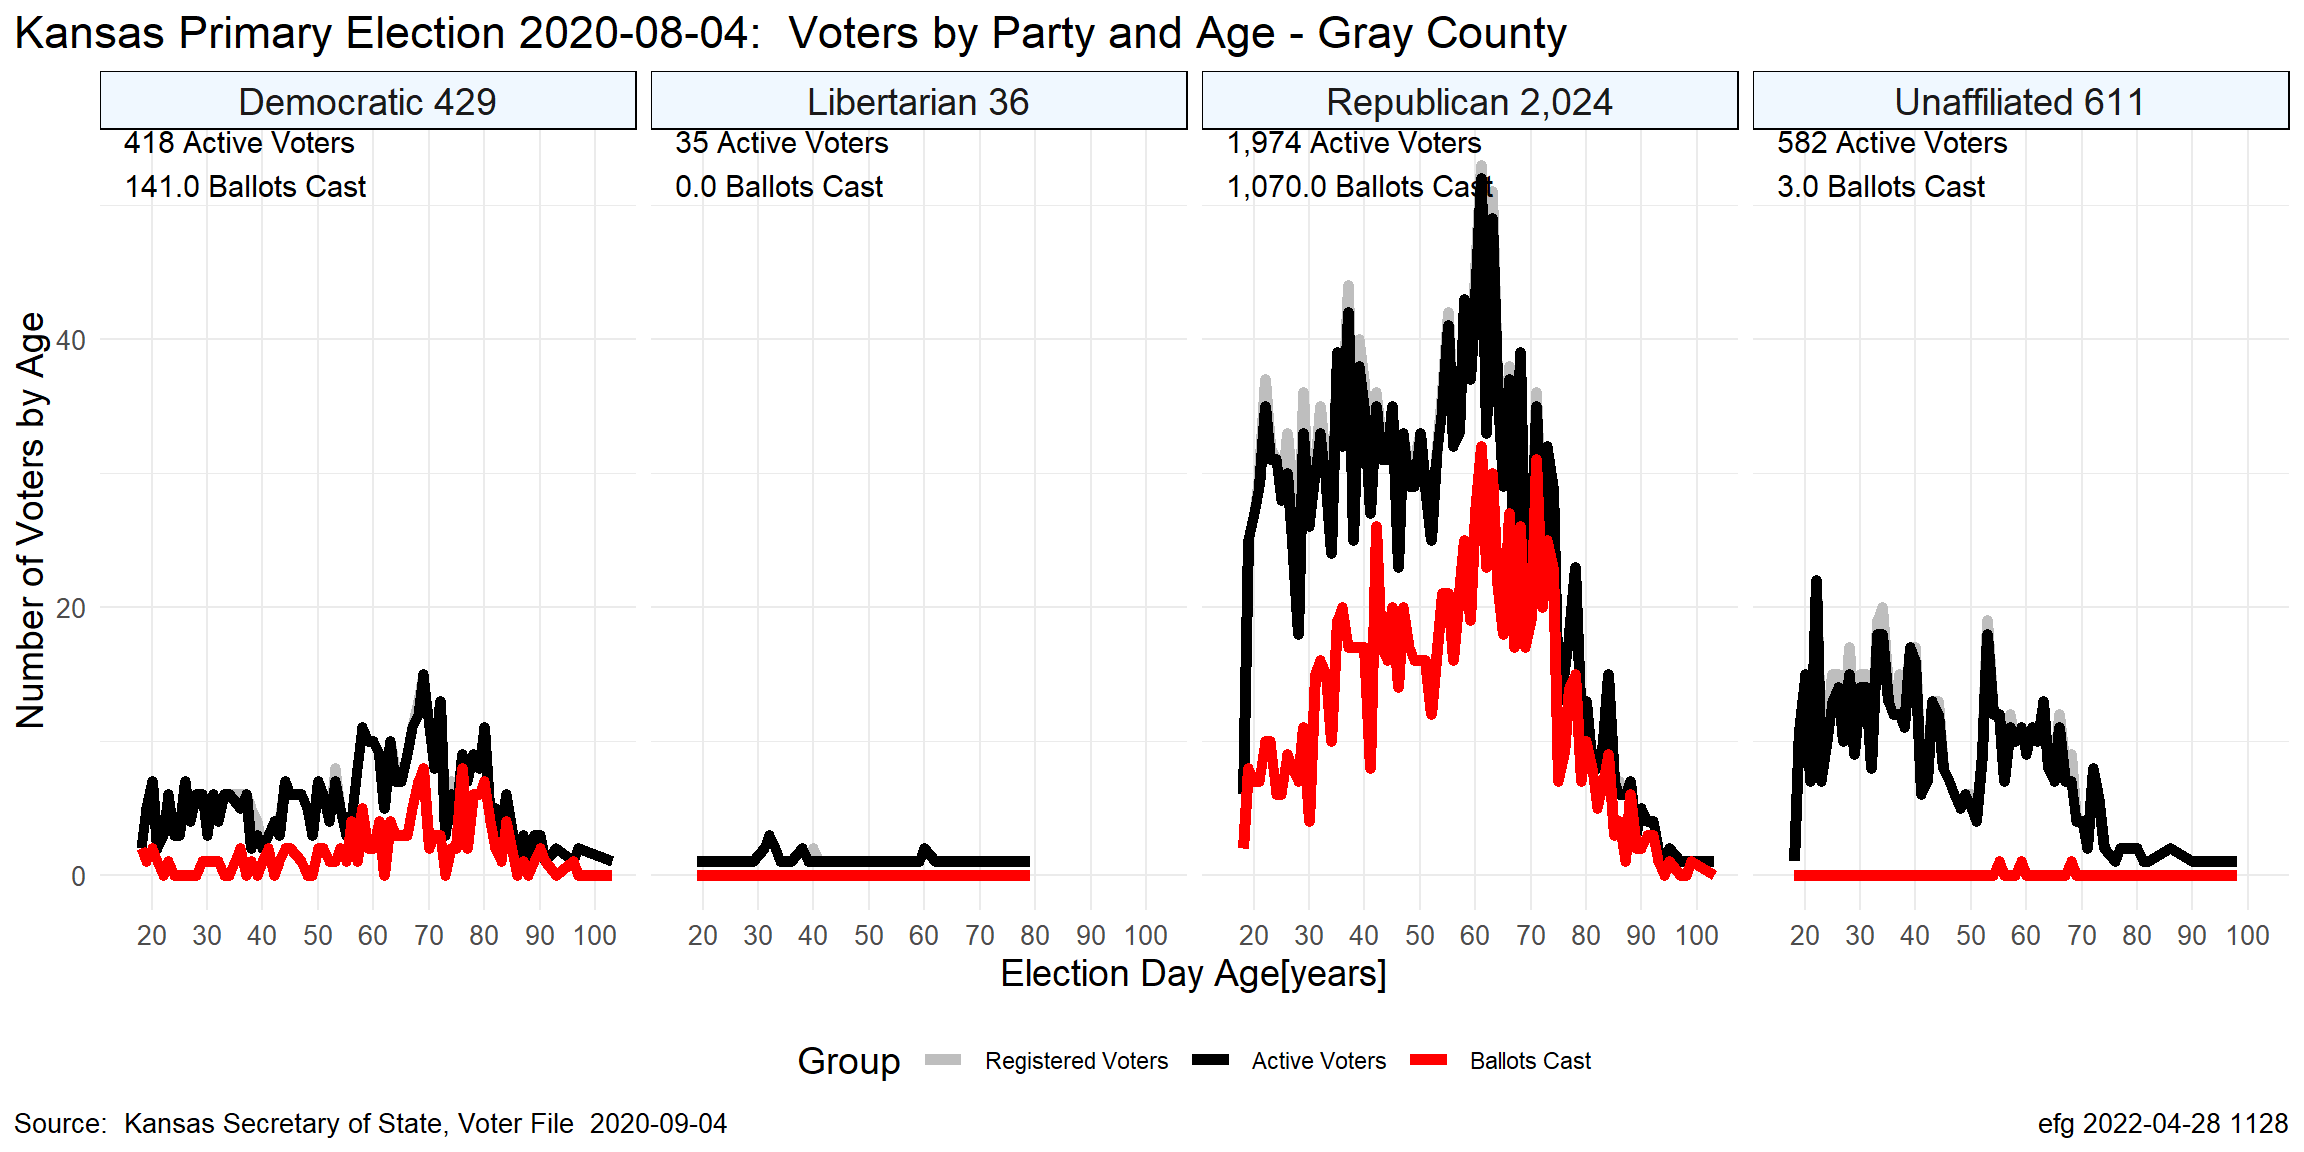 Kansas Primary Election 2020-08-04:  Voters by Party and Age - Gray County
Democratic 429
Libertarian 36
Republican 2,024
Unaffiliated 611
418 Active Voters
141.0 Ballots Cast
35 Active Voters
0.0 Ballots Cast
1,974 Active Voters
1,070.0 Ballots Cast
582 Active Voters
3.0 Ballots Cast
Number of Voters by Age
40
20
0
20 30 40 50 60 70 80 90 100
20 30 40 50 60 70 80 90 100
20 30 40 50 60 70 80 90 100
20 30 40 50 60 70 80 90 100
Election Day Age[years]
Group Registered Voters Active Voters Ballots Cast
Source:  Kansas Secretary of State, Voter File  2020-09-04
efg 2022-04-28 1128